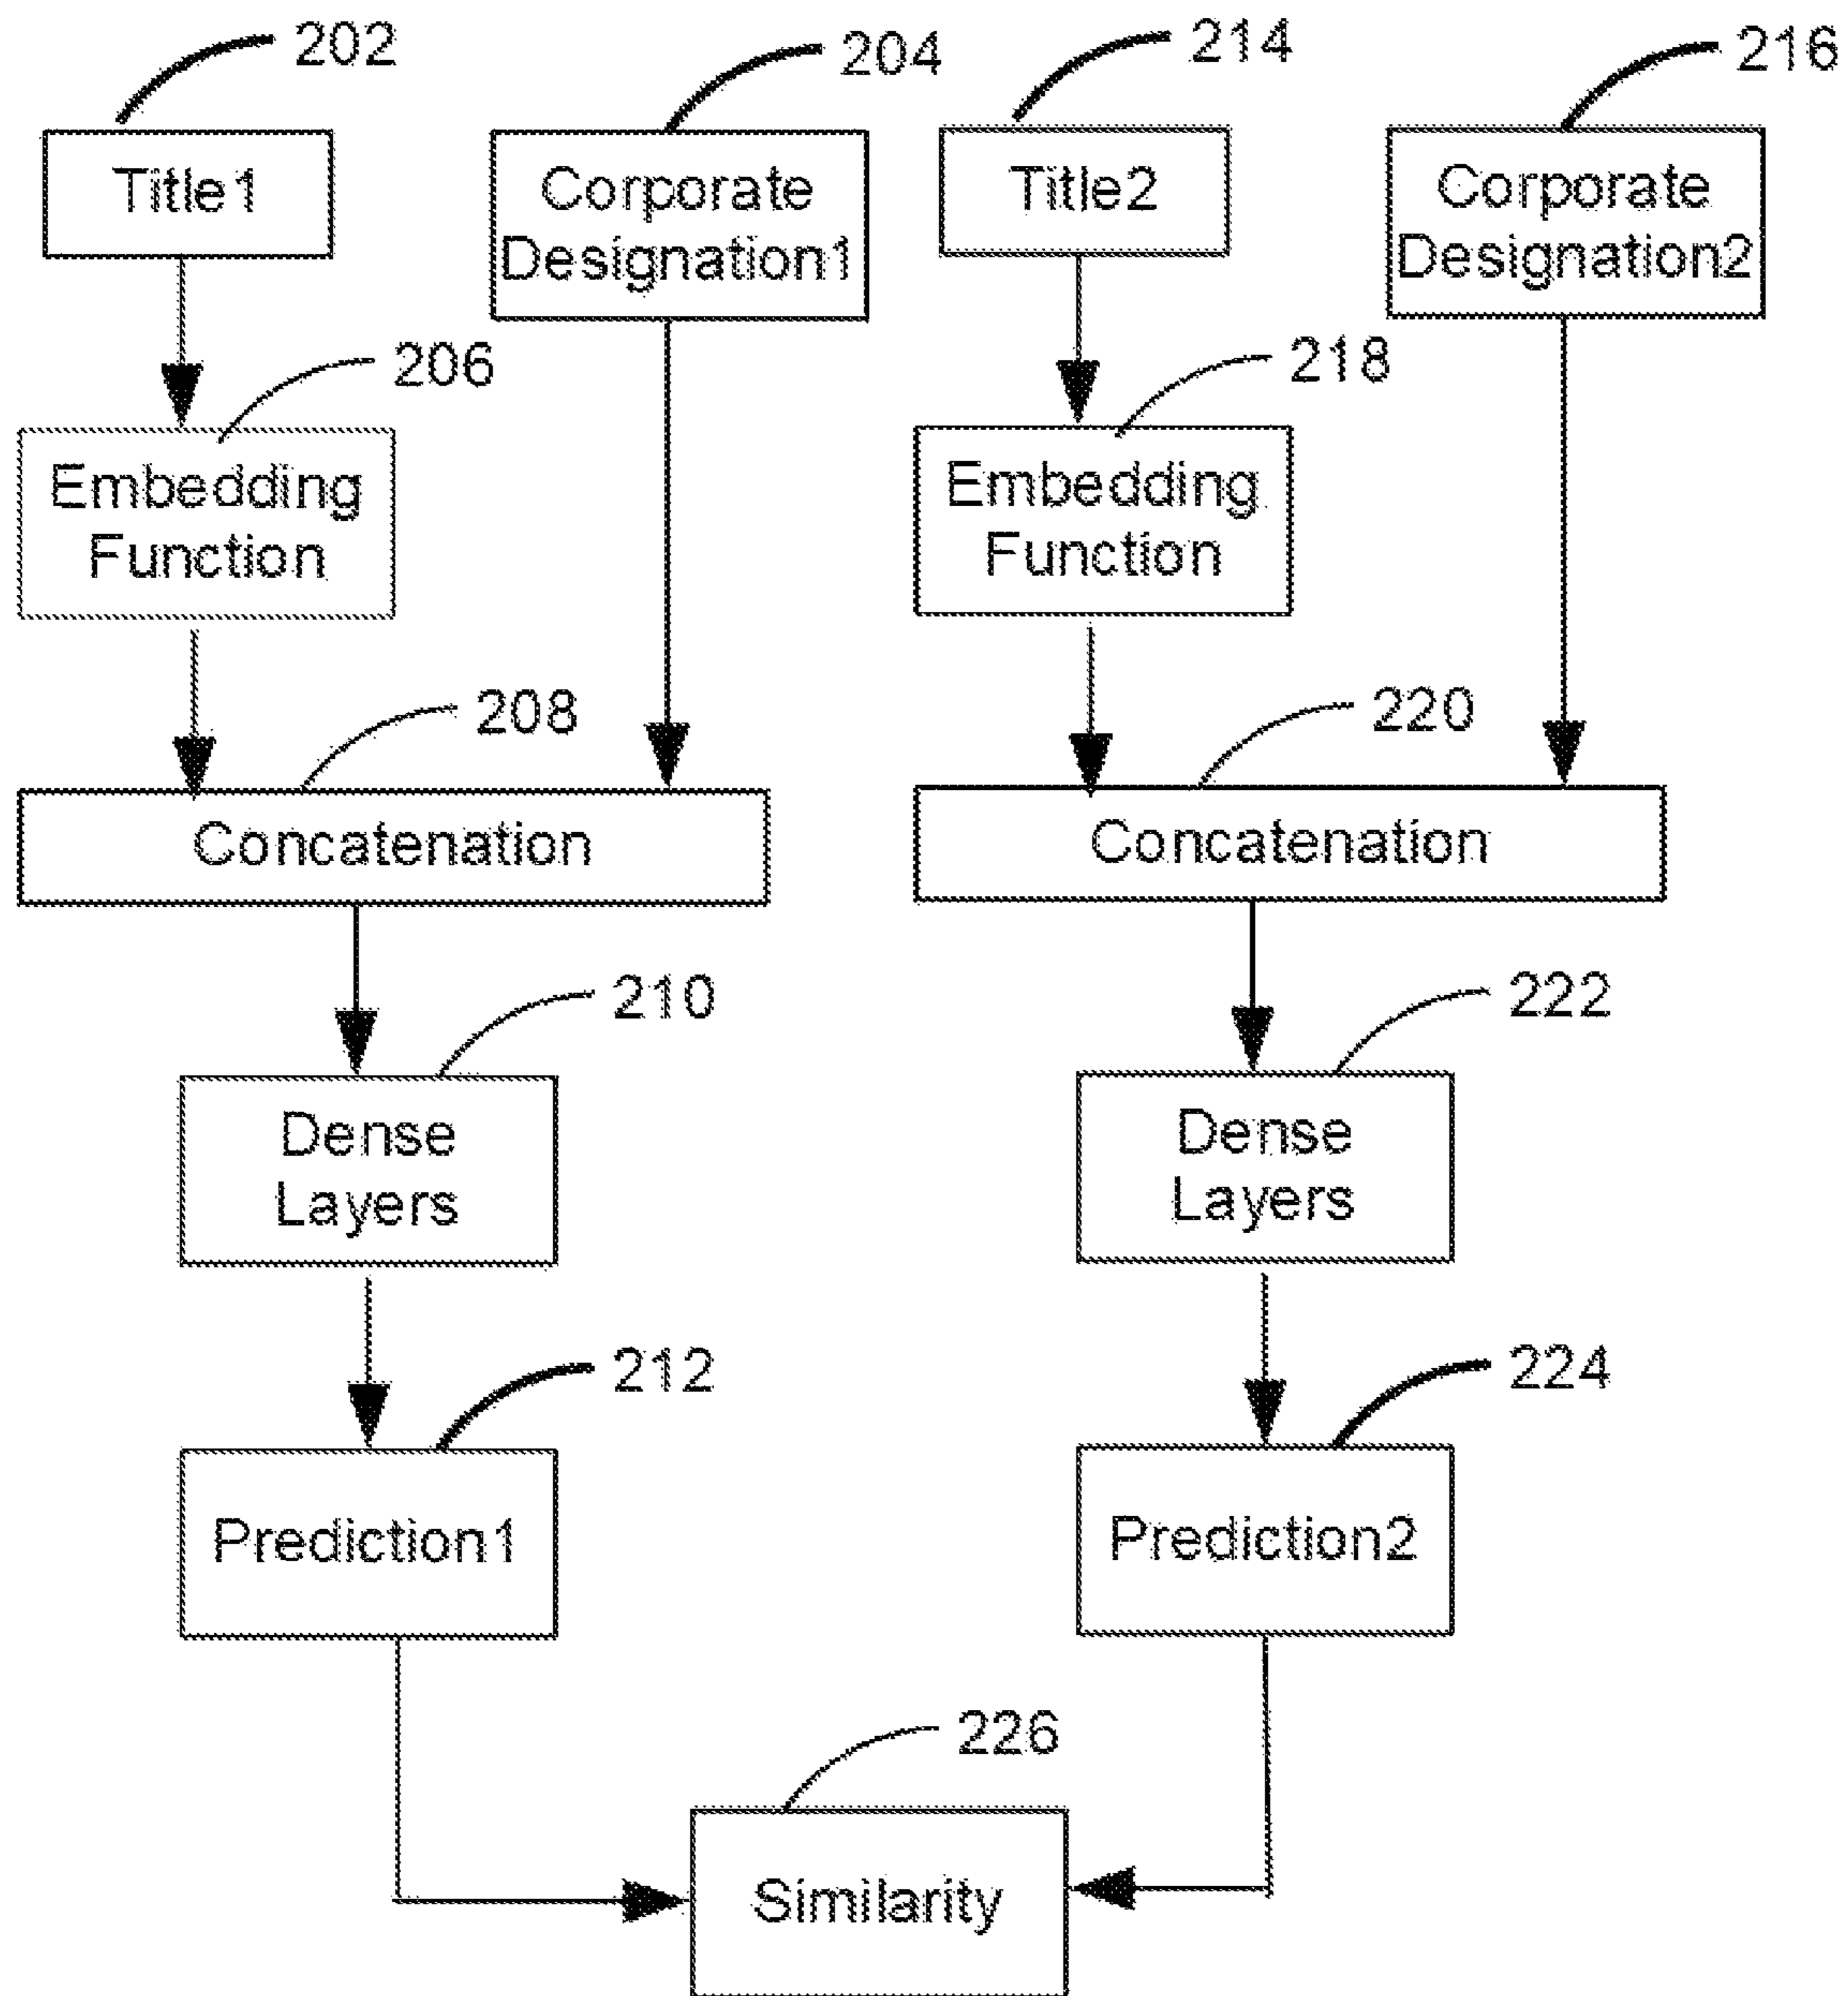 202
204
214
216
Title1
Corporate
Designation1
Title2
Corporate
Designation2
206
218
Embedding
Function
Embedding
Function
208
220
Concatenation
Concatenation
210
222
Dense
Layers
Dense
Layers
212
224
Prediction1
Prediction2
226
Similarity